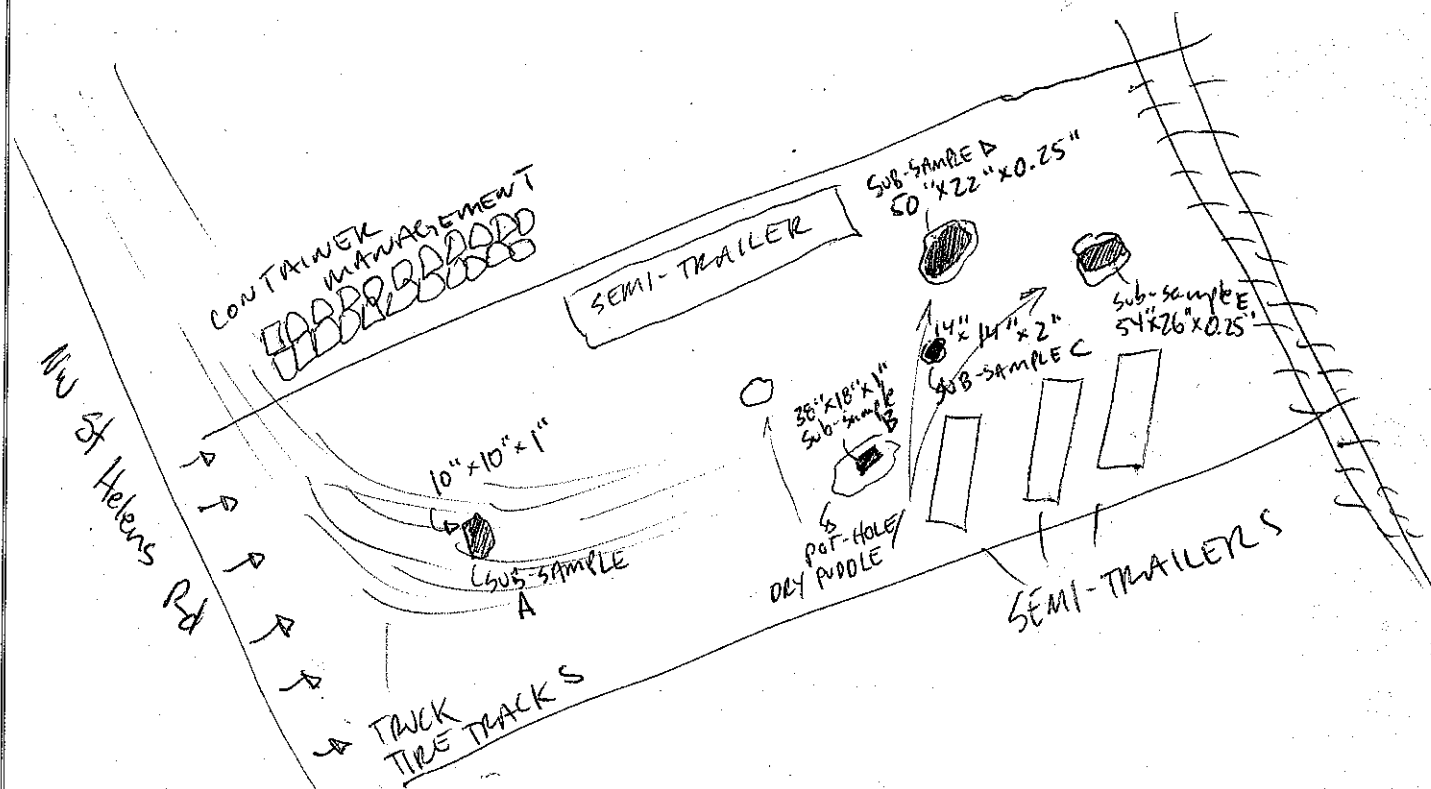 CONTAINER
MANAGEMENT
SEMI-TRAILER
SUB-SAMPLE D
50"x22"x0.25"
Sub-sample E
54"x26"x0.25"
14"x14"x2"
SUB-SAMPLE C
38"x18"x1"
Sub-sample
B
POT-HOLE/
DRY PUDDLE
10"x10"x1"
SUB-SAMPLE
A
NW St Helens Rd
TRUCK
TIRE TRACKS
SEMI-TRAILERS